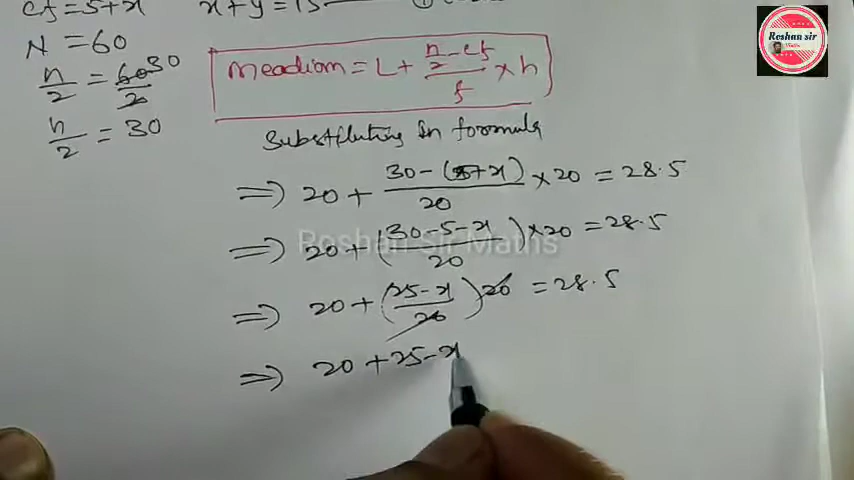 cf = 5 + x    x + y = 15
N = 60
n/2 = 60/2 30
n/2 = 30
Meadian = L + (n/2 - cf)/f × h
Substituting in formula
⇒ 20 + (30 - (5 + x))/20 × 20 = 28.5
⇒ 20 + ((30 - 5 - x)/20) × 20 = 28.5
⇒ 20 + ((25 - x)/20) 20 = 28.5
⇒ 20 + 25 - x
Roshan sir
Maths
Roshan Sir Maths